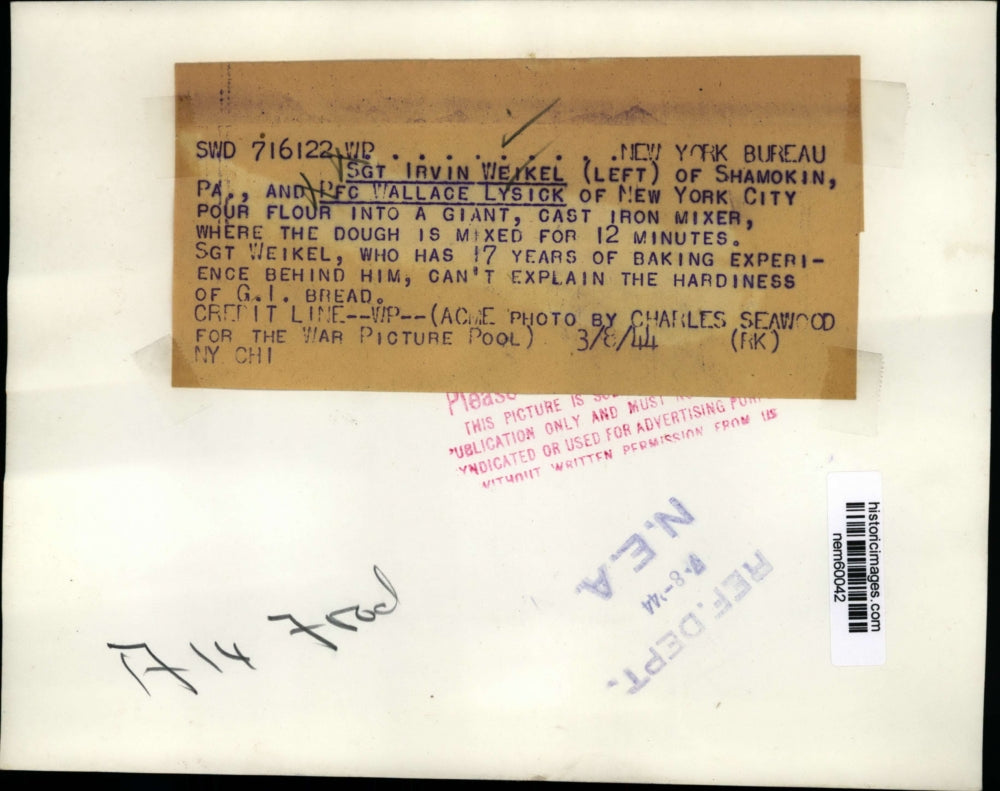 SWD 716122 WP . . . . . . . . .NEW YORK BUREAU
SGT IRVIN WEIKEL (LEFT) OF SHAMOKIN,
PA., AND PFC WALLACE LYSICK OF NEW YORK CITY
POUR FLOUR INTO A GIANT, CAST IRON MIXER,
WHERE THE DOUGH IS MIXED FOR 12 MINUTES.
SGT WEIKEL, WHO HAS 17 YEARS OF BAKING EXPERI-
ENCE BEHIND HIM, CAN'T EXPLAIN THE HARDINESS
OF G.I. BREAD.
CREDIT LINE--WP--(ACME PHOTO BY CHARLES SEAWOOD
FOR THE WAR PICTURE POOL) 3/8/44 (RK)
NY CHI
Please
THIS PICTURE IS
PUBLICATION ONLY AND MUST
SYNDICATED OR USED FOR ADVERTISING
WITHOUT WRITTEN PERMISSION FROM US
N.E.A.
-8-'44
REF. DEPT.
historicimages.com
nem60042
14 Food